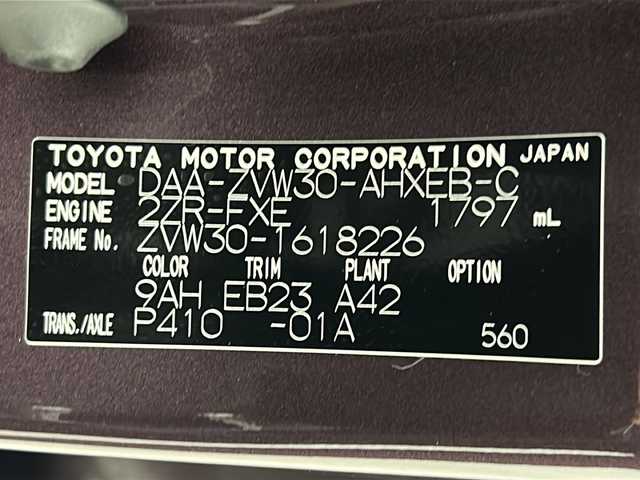 TOYOTA MOTOR CORPORATION JAPAN
MODEL DAA-ZVW30-AHXEB-C
ENGINE 2ZR-FXE 1797 mL
FRAME No. ZVW30-1618226
COLOR TRIM PLANT OPTION
9AH EB23 A42
TRANS./AXLE P410 -01A 560